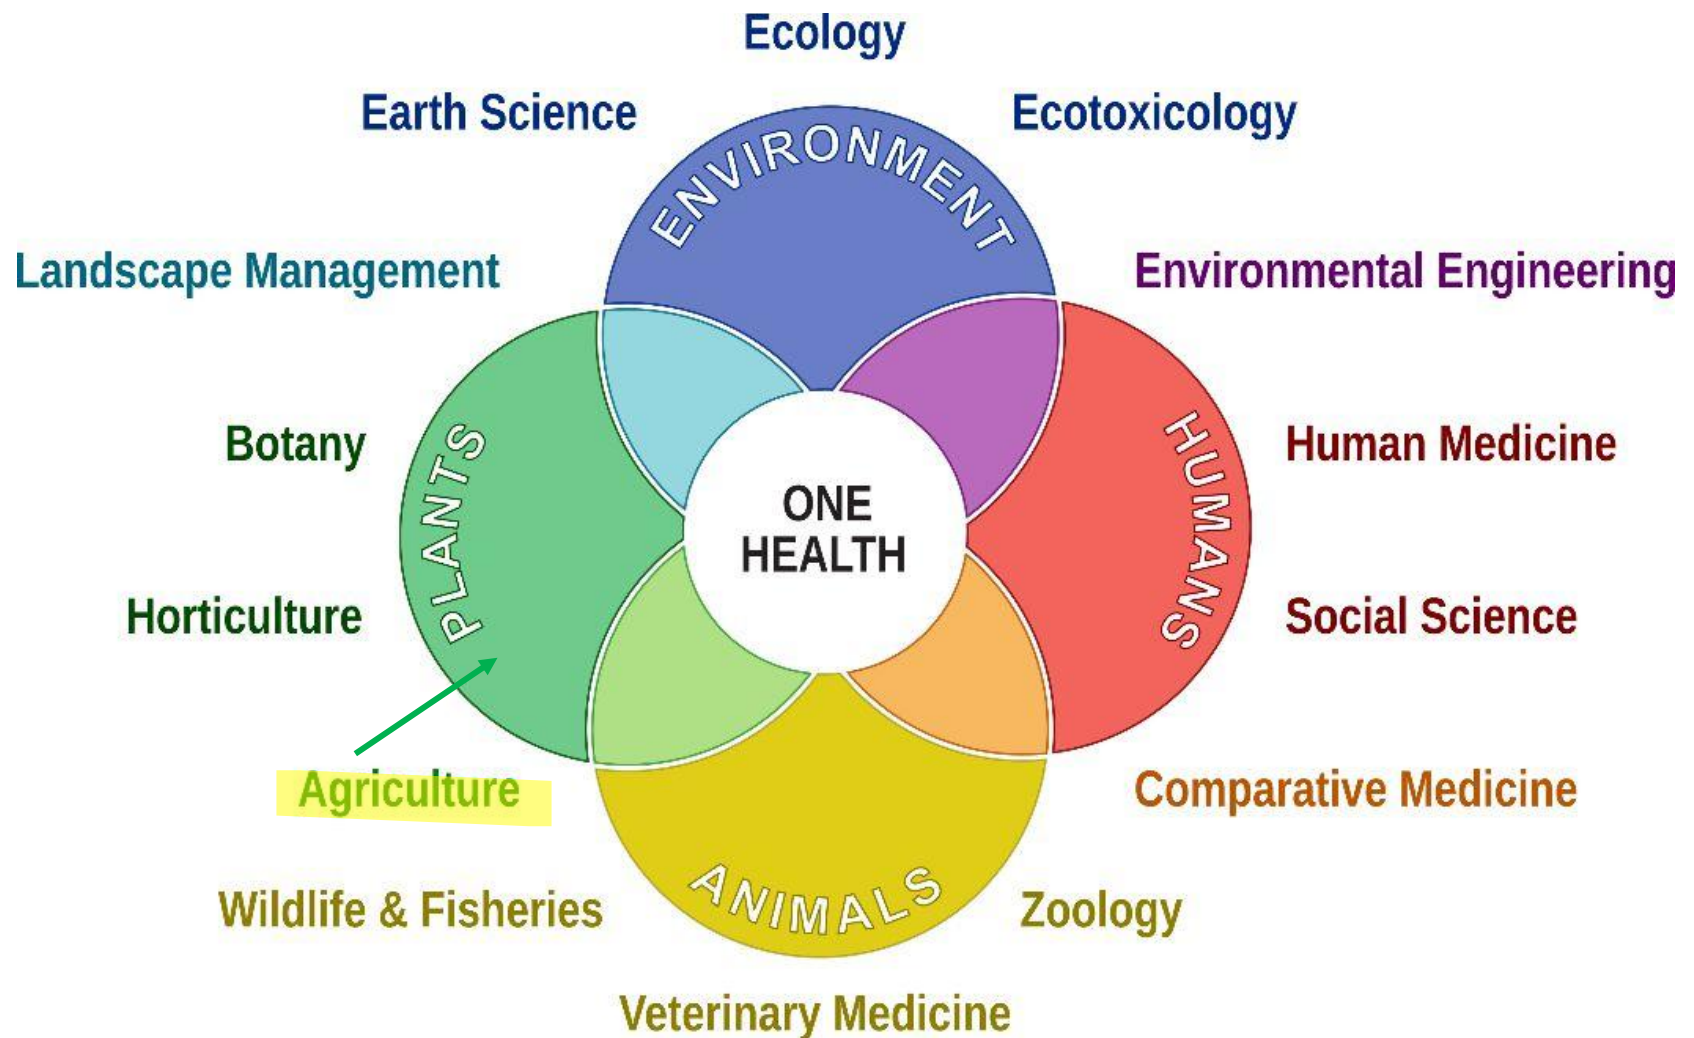 Ecology
Earth Science
Ecotoxicology
ENVIRONMENT
Landscape Management
Environmental Engineering
Botany
PLANTS
HUMANS
Human Medicine
ONE
HEALTH
Horticulture
Social Science
Agriculture
Comparative Medicine
ANIMALS
Wildlife & Fisheries
Zoology
Veterinary Medicine